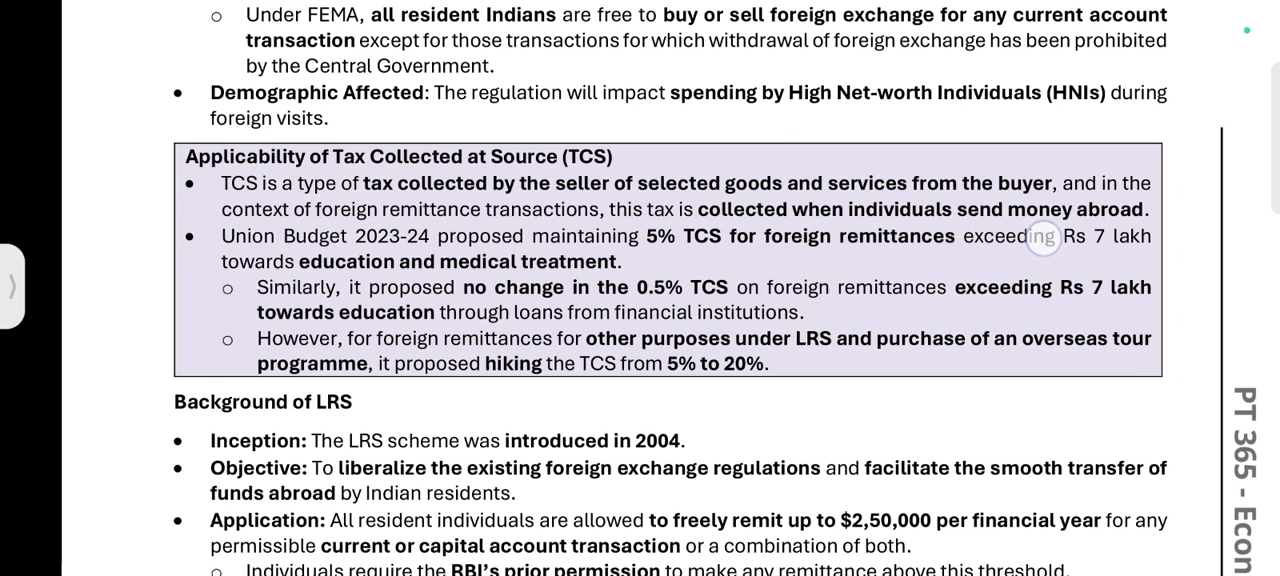 o Under FEMA, all resident Indians are free to buy or sell foreign exchange for any current account
transaction except for those transactions for which withdrawal of foreign exchange has been prohibited
by the Central Government.
• Demographic Affected: The regulation will impact spending by High Net-worth Individuals (HNIs) during
foreign visits.
Applicability of Tax Collected at Source (TCS)
• TCS is a type of tax collected by the seller of selected goods and services from the buyer, and in the
context of foreign remittance transactions, this tax is collected when individuals send money abroad.
• Union Budget 2023-24 proposed maintaining 5% TCS for foreign remittances exceeding Rs 7 lakh
towards education and medical treatment.
o Similarly, it proposed no change in the 0.5% TCS on foreign remittances exceeding Rs 7 lakh
towards education through loans from financial institutions.
o However, for foreign remittances for other purposes under LRS and purchase of an overseas tour
programme, it proposed hiking the TCS from 5% to 20%.
Background of LRS
• Inception: The LRS scheme was introduced in 2004.
• Objective: To liberalize the existing foreign exchange regulations and facilitate the smooth transfer of
funds abroad by Indian residents.
• Application: All resident individuals are allowed to freely remit up to $2,50,000 per financial year for any
permissible current or capital account transaction or a combination of both.
o Individuals require the RBI's prior permission to make any remittance above this threshold.
PT 365 - Econ